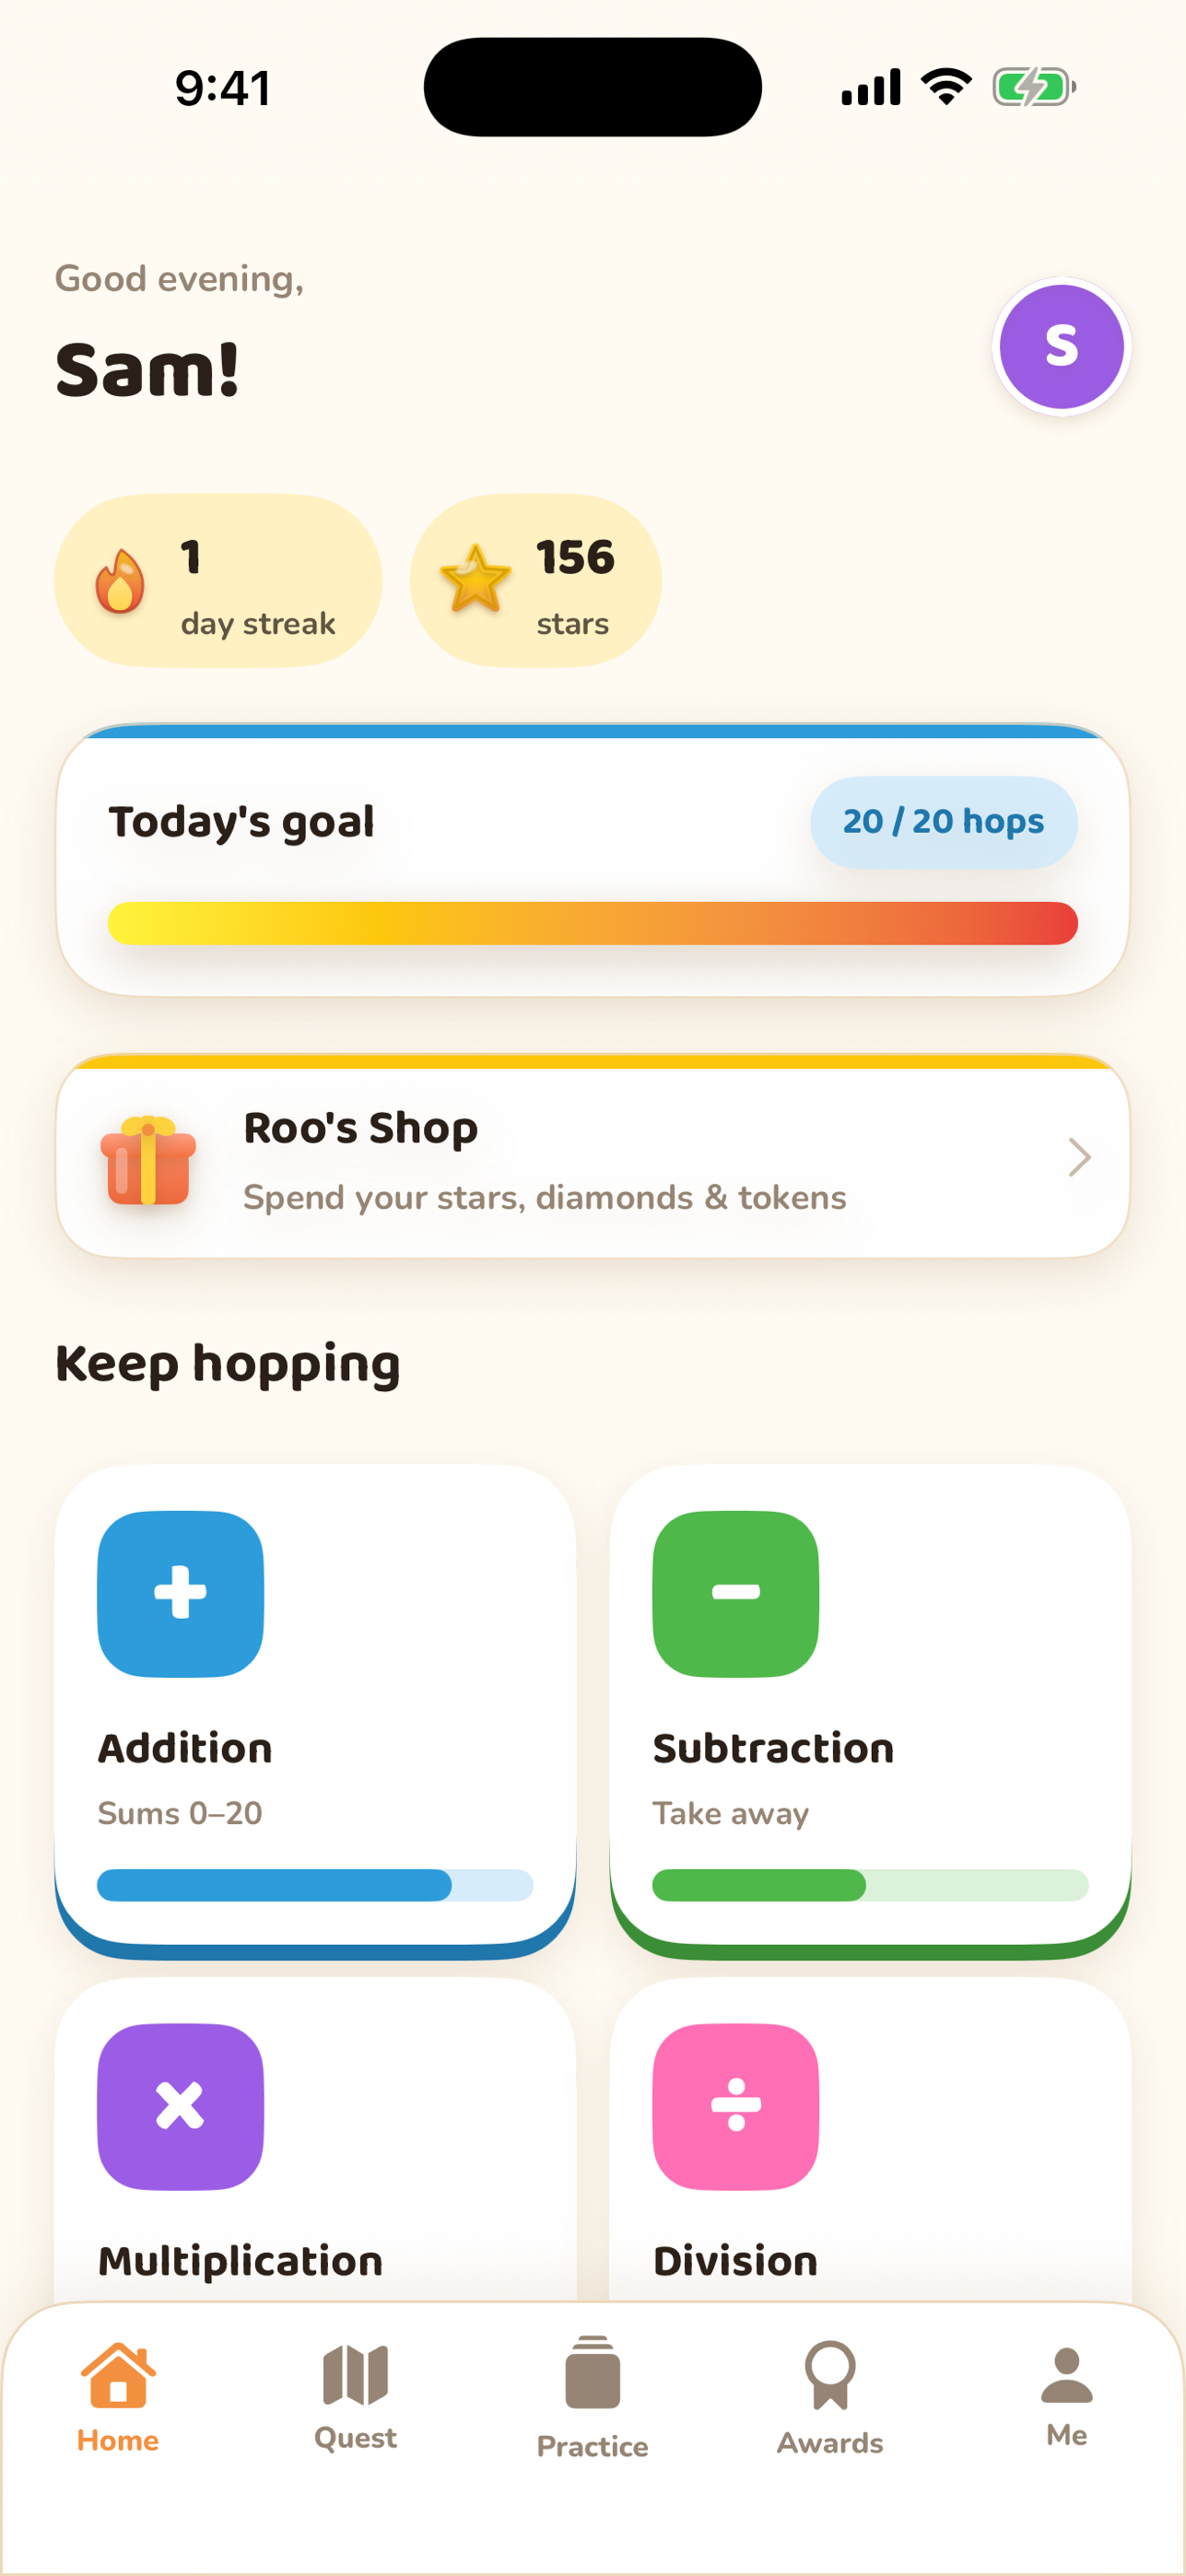 9:41
Good evening,
Sam!
S
1
day streak
156
stars
Today's goal
20 / 20 hops
Roo's Shop
Spend your stars, diamonds & tokens
Keep hopping
+
−
Addition
Subtraction
Sums 0–20
Take away
×
÷
Multiplication
Division
Home
Quest
Practice
Awards
Me